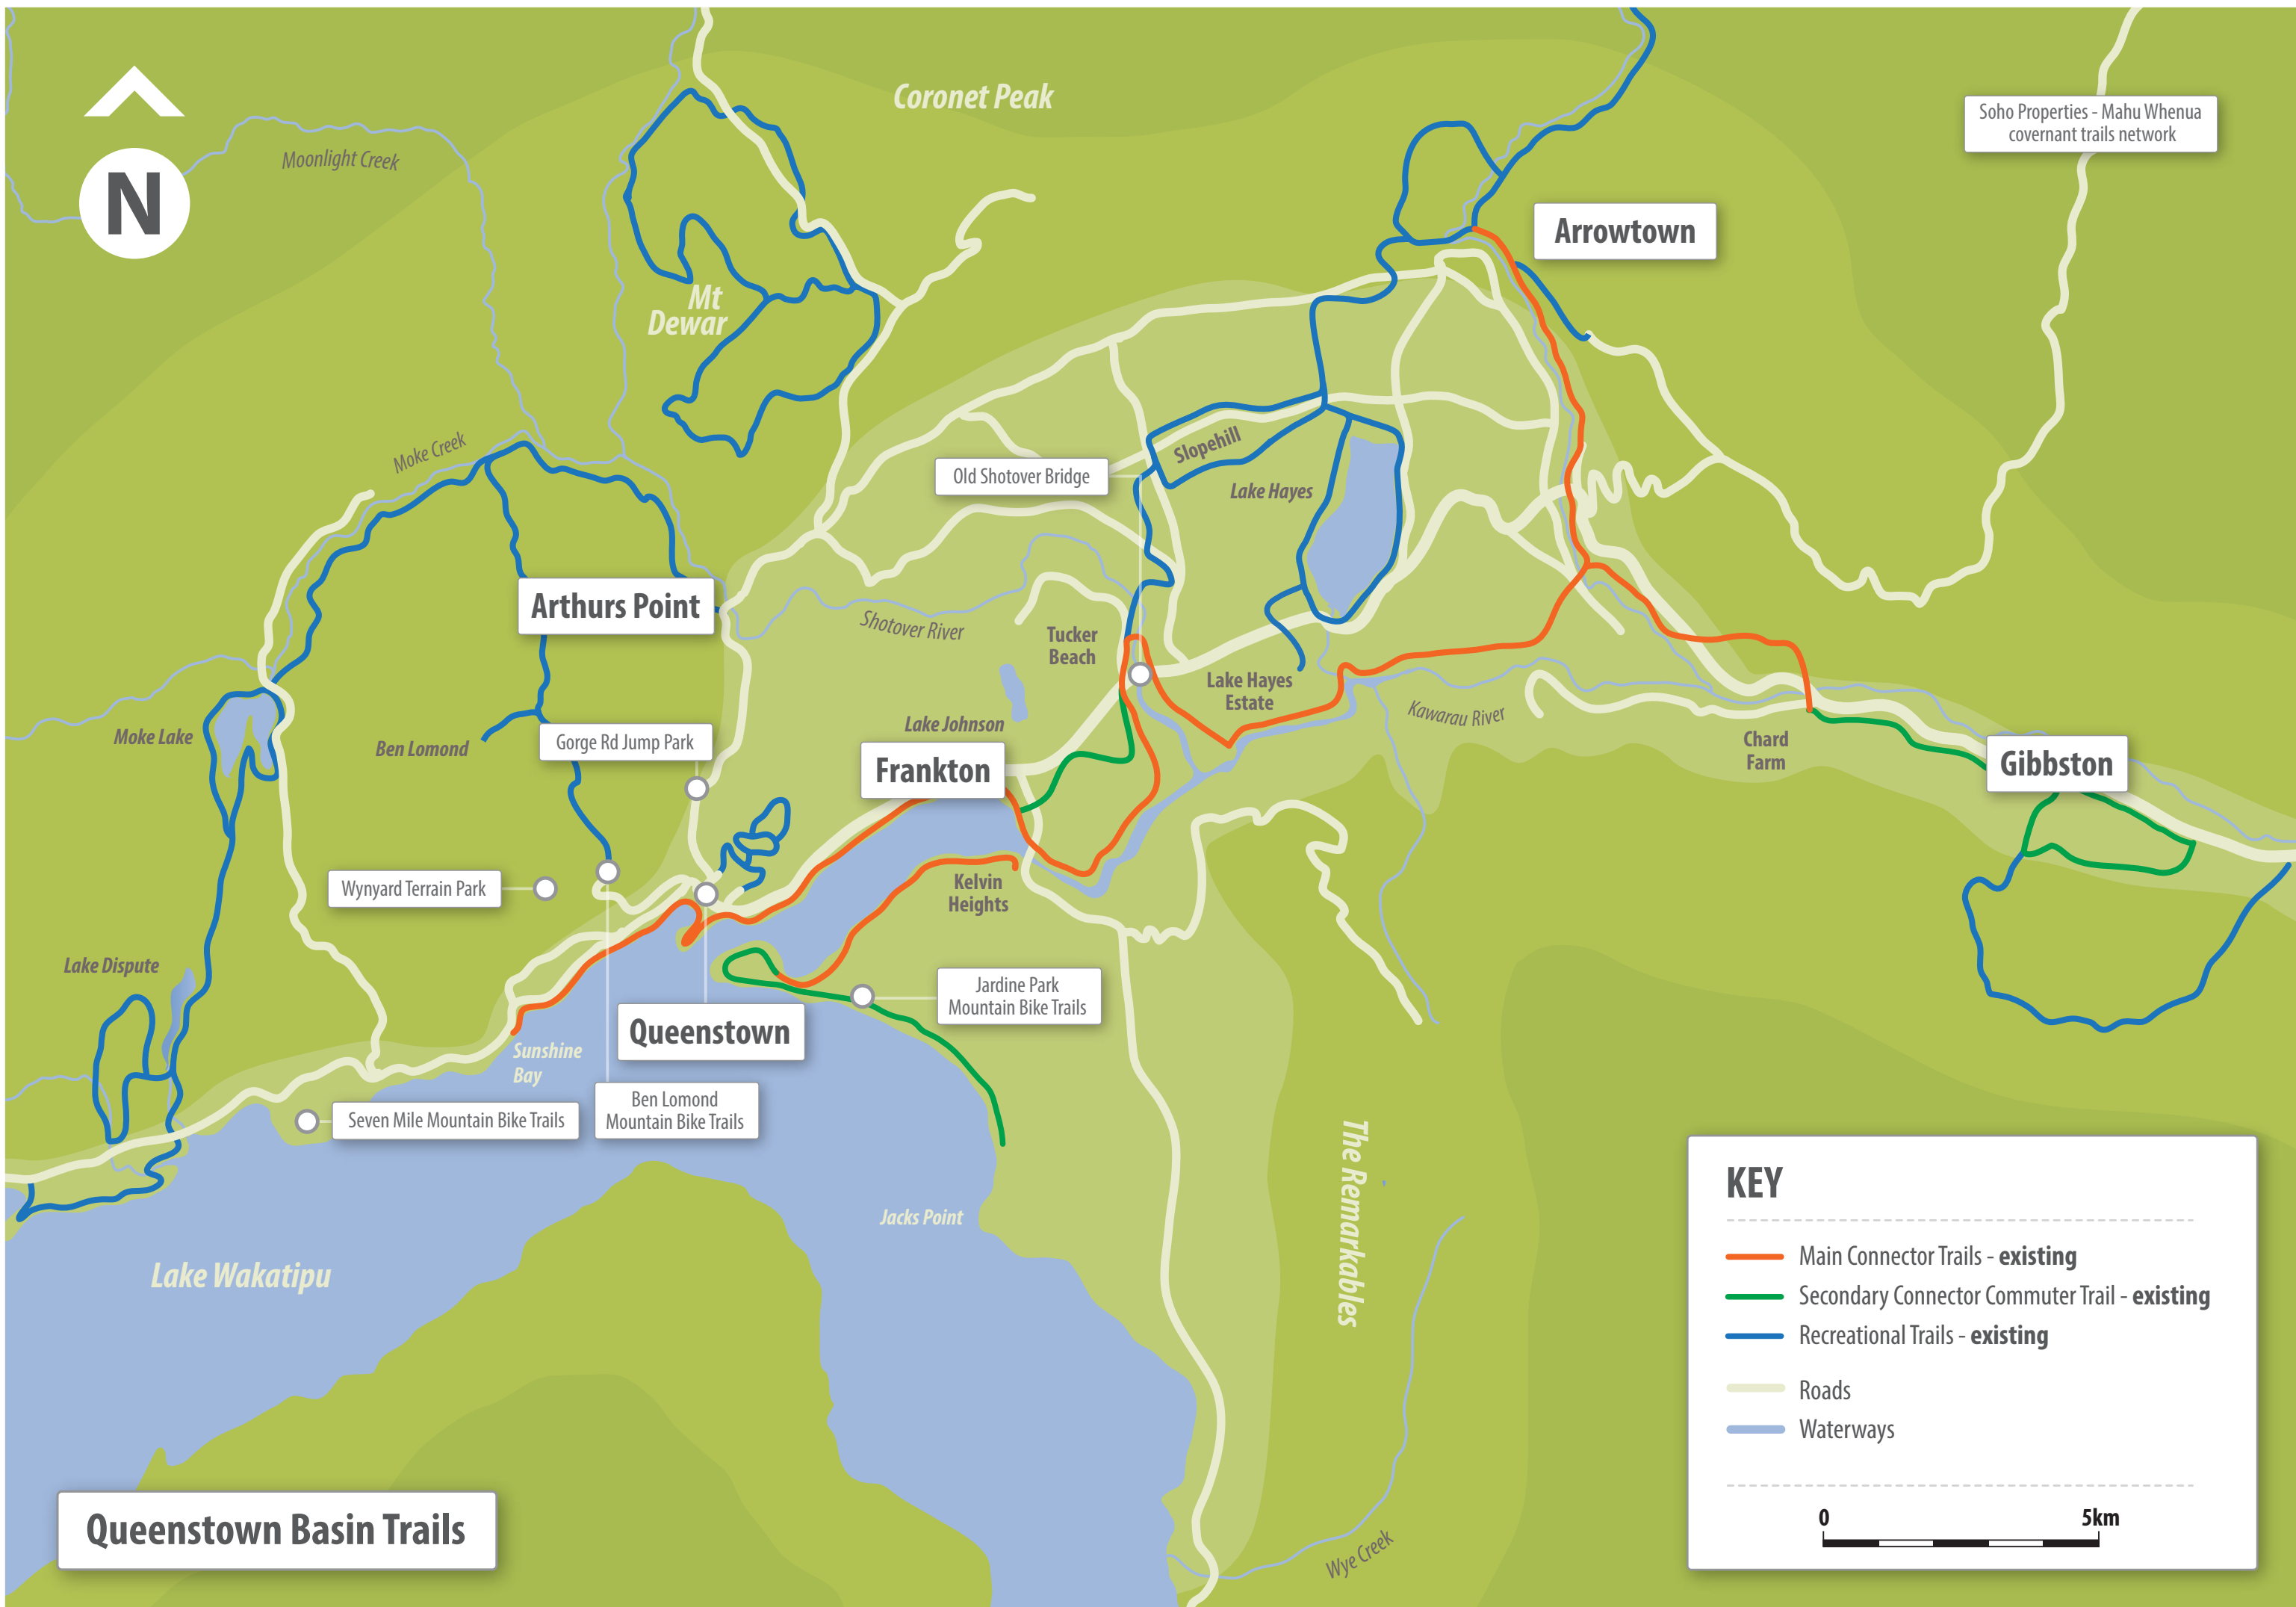 Coronet Peak
Soho Properties - Mahu Whenua
covernant trails network
Moonlight Creek
N
Arrowtown
Mt
Dewar
Moke Creek
Slopehill
Old Shotover Bridge
Lake Hayes
Arthurs Point
Shotover River
Tucker
Beach
Lake Hayes
Estate
Kawarau River
Lake Johnson
Moke Lake
Ben Lomond
Gorge Rd Jump Park
Frankton
Chard
Farm
Gibbston
Wynyard Terrain Park
Kelvin
Heights
Lake Dispute
Jardine Park
Mountain Bike Trails
Queenstown
Sunshine
Bay
Ben Lomond
Mountain Bike Trails
Seven Mile Mountain Bike Trails
The Remarkables
Jacks Point
Lake Wakatipu
KEY
Main Connector Trails - existing
Secondary Connector Commuter Trail - existing
Recreational Trails - existing
Roads
Waterways
0 5km
Queenstown Basin Trails
Wye Creek